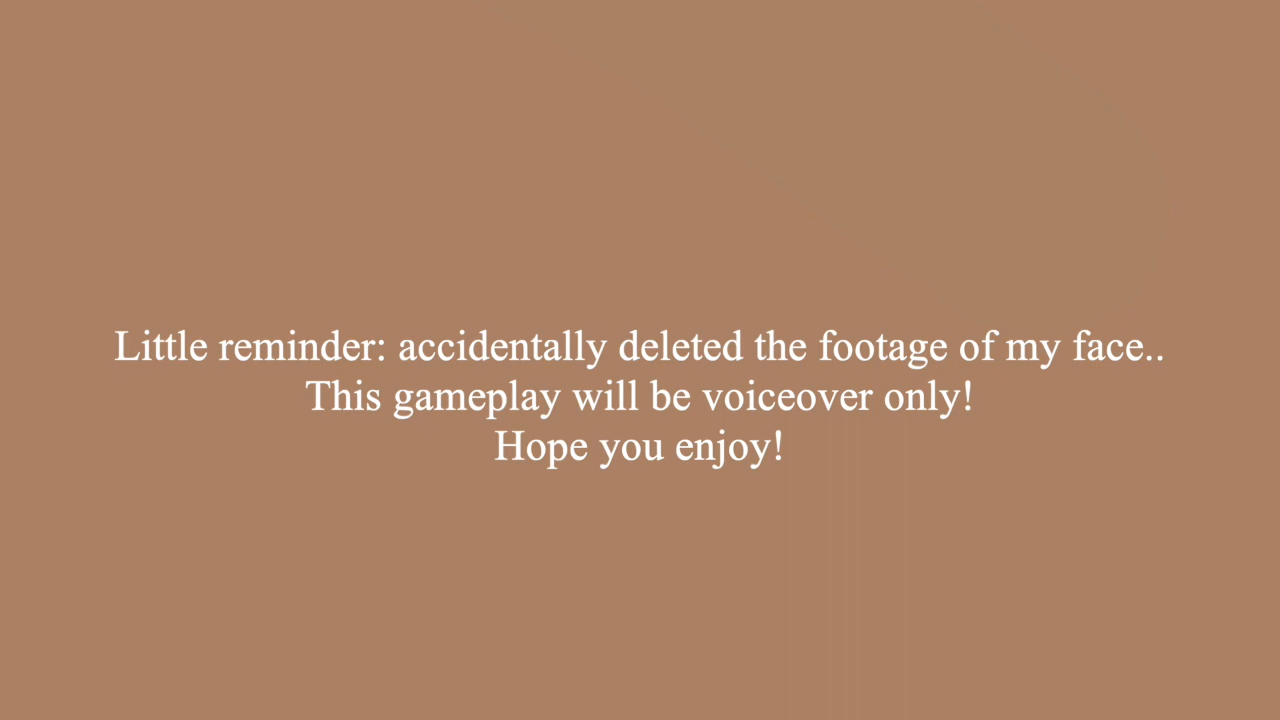 Little reminder: accidentally deleted the footage of my face..
This gameplay will be voiceover only!
Hope you enjoy!